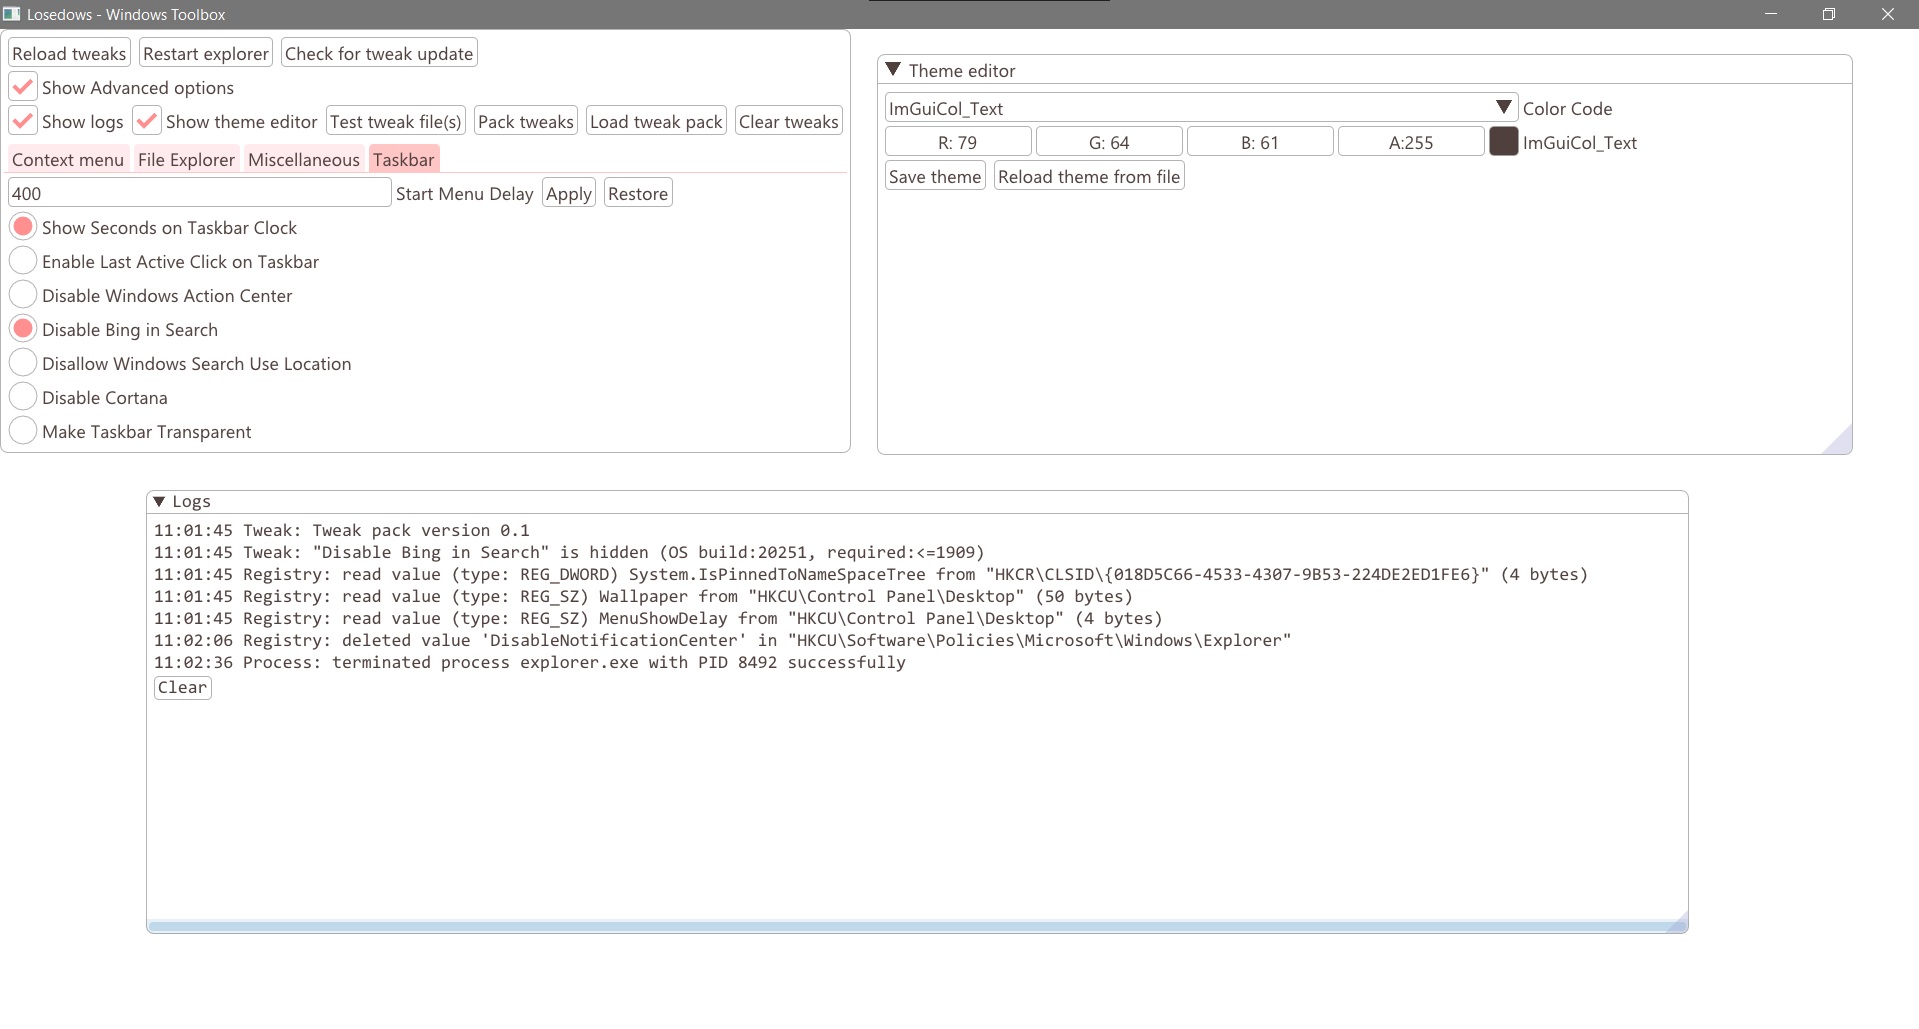 Losedows - Windows Toolbox
Reload tweaks Restart explorer Check for tweak update
Show Advanced options
Show logs Show theme editor Test tweak file(s) Pack tweaks Load tweak pack Clear tweaks
Context menu File Explorer Miscellaneous Taskbar
400 Start Menu Delay Apply Restore
Show Seconds on Taskbar Clock
Enable Last Active Click on Taskbar
Disable Windows Action Center
Disable Bing in Search
Disallow Windows Search Use Location
Disable Cortana
Make Taskbar Transparent
Theme editor
ImGuiCol_Text Color Code
R: 79 G: 64 B: 61 A:255 ImGuiCol_Text
Save theme Reload theme from file
Logs
11:01:45 Tweak: Tweak pack version 0.1
11:01:45 Tweak: "Disable Bing in Search" is hidden (OS build:20251, required:<=1909)
11:01:45 Registry: read value (type: REG_DWORD) System.IsPinnedToNameSpaceTree from "HKCR\CLSID\{018D5C66-4533-4307-9B53-224DE2ED1FE6}" (4 bytes)
11:01:45 Registry: read value (type: REG_SZ) Wallpaper from "HKCU\Control Panel\Desktop" (50 bytes)
11:01:45 Registry: read value (type: REG_SZ) MenuShowDelay from "HKCU\Control Panel\Desktop" (4 bytes)
11:02:06 Registry: deleted value 'DisableNotificationCenter' in "HKCU\Software\Policies\Microsoft\Windows\Explorer"
11:02:36 Process: terminated process explorer.exe with PID 8492 successfully
Clear